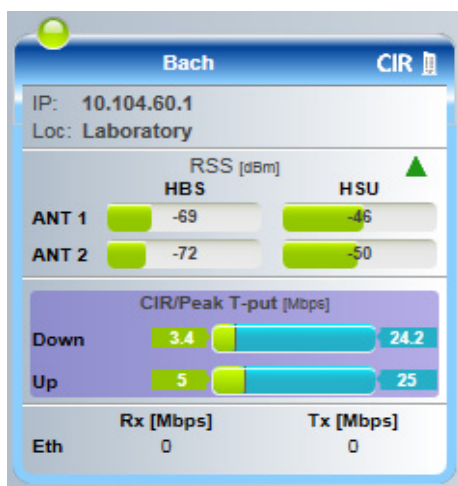 Bach CIR
IP: 10.104.60.1
Loc: Laboratory
RSS [dBm]
HBS HSU
ANT 1 -69 -46
ANT 2 -72 -50
CIR/Peak T-put [Mbps]
Down 3.4 24.2
Up 5 25
Rx [Mbps] Tx [Mbps]
Eth 0 0